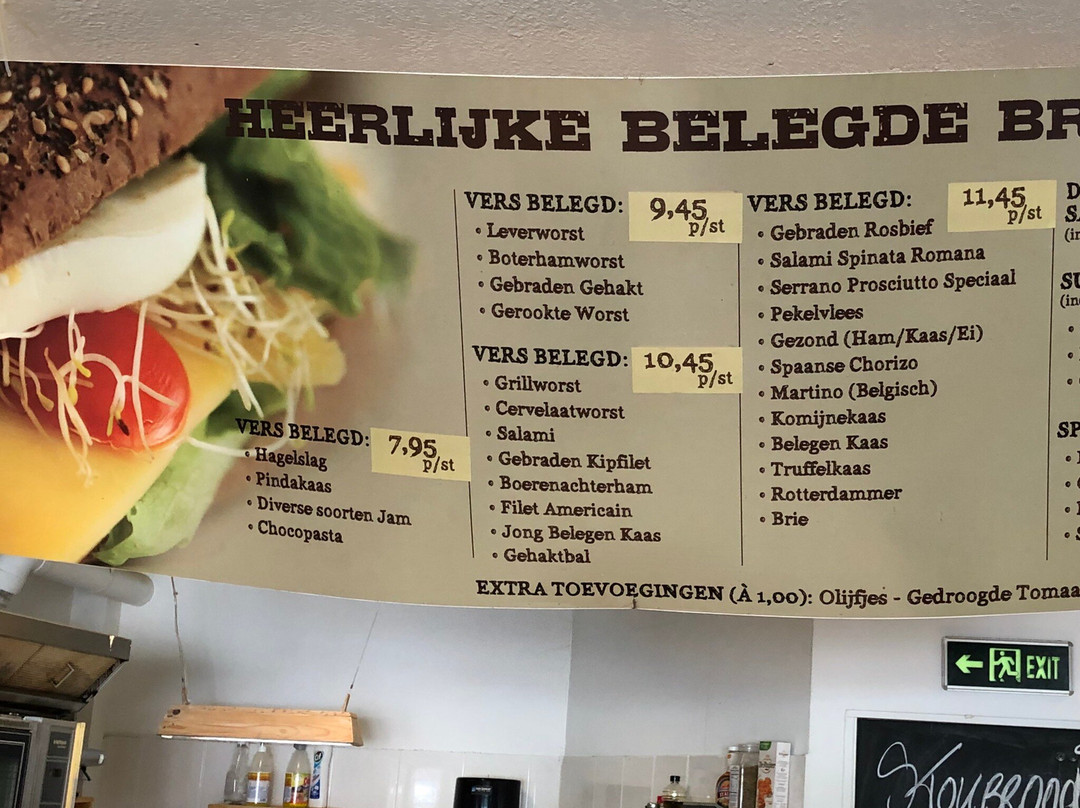 HEERLIJKE BELEGDE BR
VERS BELEGD: 7,95 p/st
• Hagelslag
• Pindakaas
• Diverse soorten Jam
• Chocopasta
VERS BELEGD: 9,45 p/st
• Leverworst
• Boterhamworst
• Gebraden Gehakt
• Gerookte Worst
VERS BELEGD: 10,45 p/st
• Grillworst
• Cervelaatworst
• Salami
• Gebraden Kipfilet
• Boerenachterham
• Filet Americain
• Jong Belegen Kaas
• Gehaktbal
VERS BELEGD: 11,45 p/st
• Gebraden Rosbief
• Salami Spinata Romana
• Serrano Prosciutto Speciaal
• Pekelvlees
• Gezond (Ham/Kaas/Ei)
• Spaanse Chorizo
• Martino (Belgisch)
• Komijnekaas
• Belegen Kaas
• Truffelkaas
• Rotterdammer
• Brie
EXTRA TOEVOEGINGEN (À 1,00): Olijfjes - Gedroogde Tomaa
EXIT